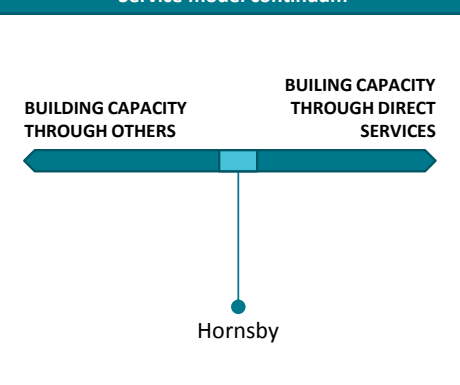 Service model continuum
BUILDING CAPACITY
THROUGH OTHERS
BUILING CAPACITY
THROUGH DIRECT
SERVICES
Hornsby